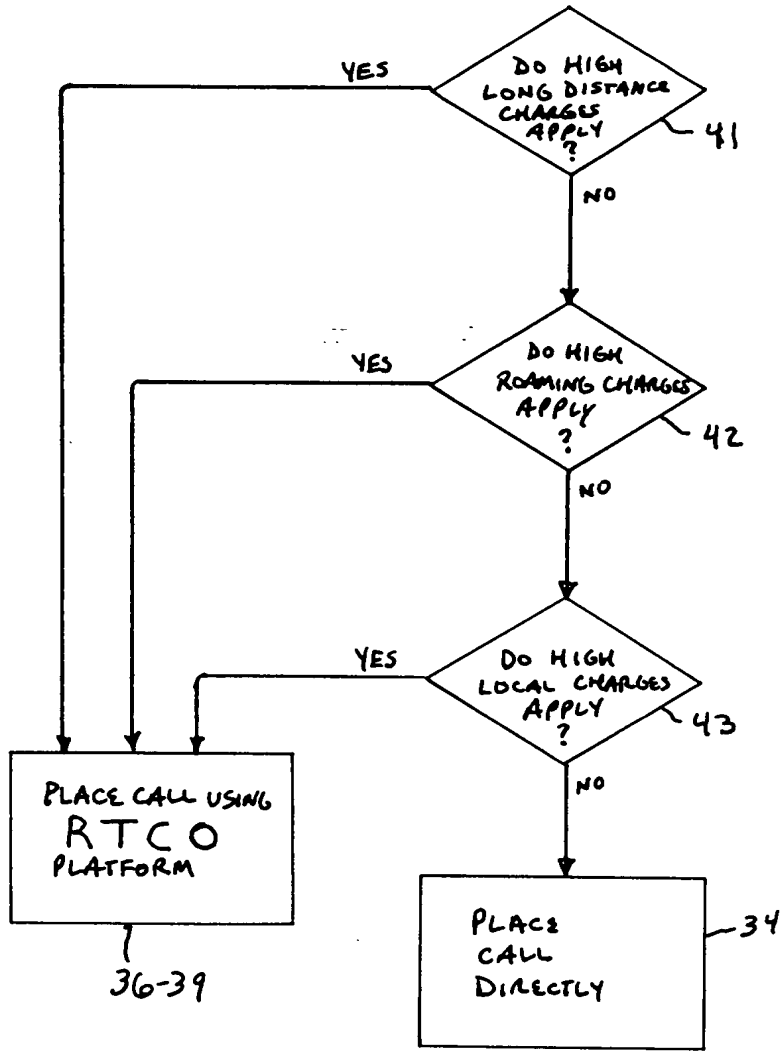 YES
DO HIGH
LONG DISTANCE
CHARGES
APPLY
?
41
NO
YES
DO HIGH
ROAMING CHARGES
APPLY
?
42
NO
YES
DO HIGH
LOCAL CHARGES
APPLY
?
43
NO
PLACE CALL USING
RTCO
PLATFORM
36-39
PLACE
CALL
DIRECTLY
34